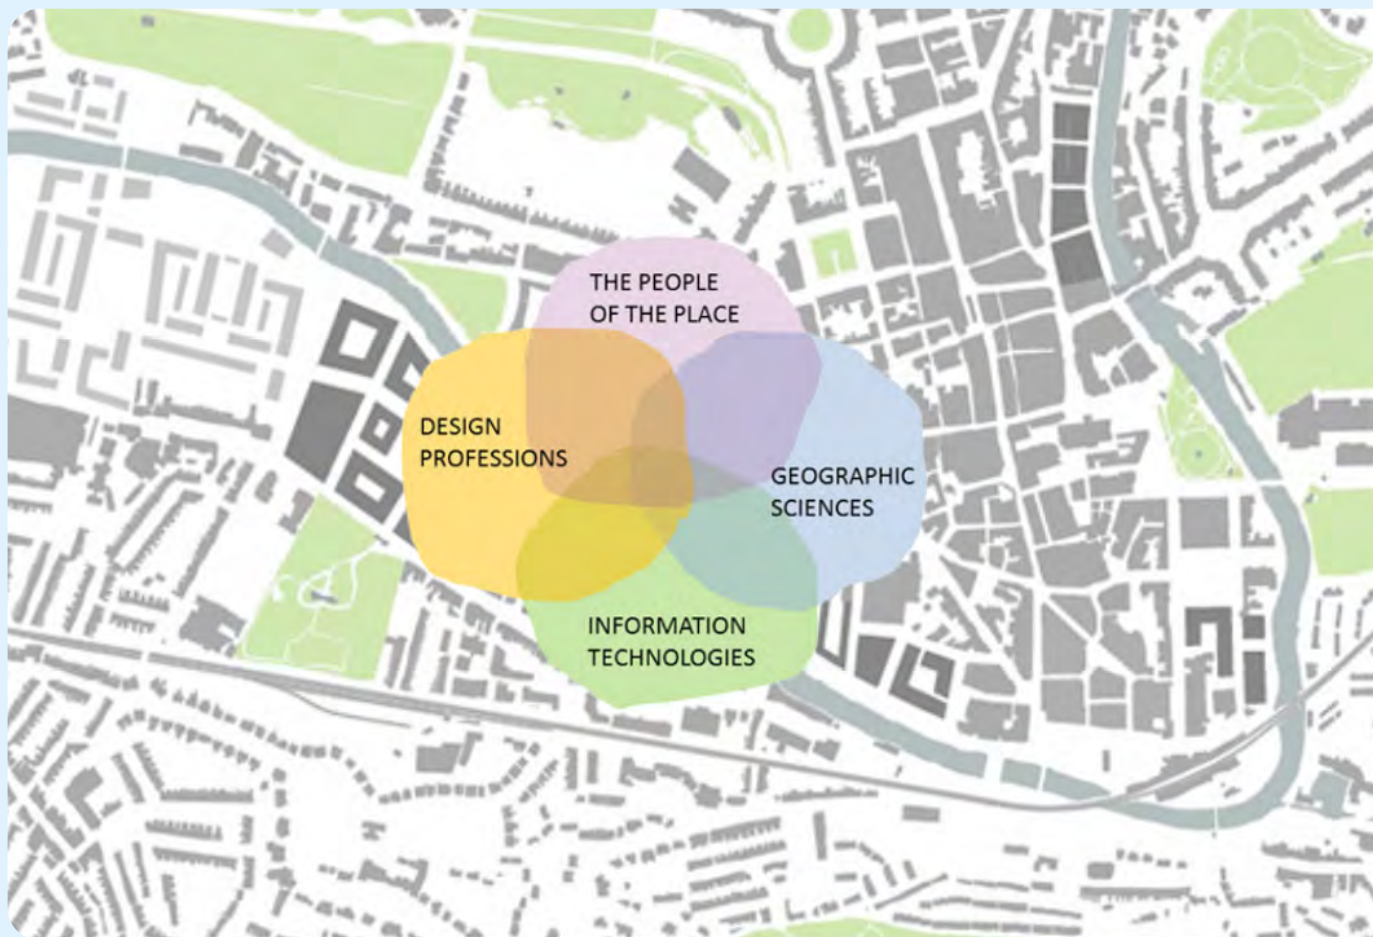 THE PEOPLE
OF THE PLACE
DESIGN
PROFESSIONS
GEOGRAPHIC
SCIENCES
INFORMATION
TECHNOLOGIES